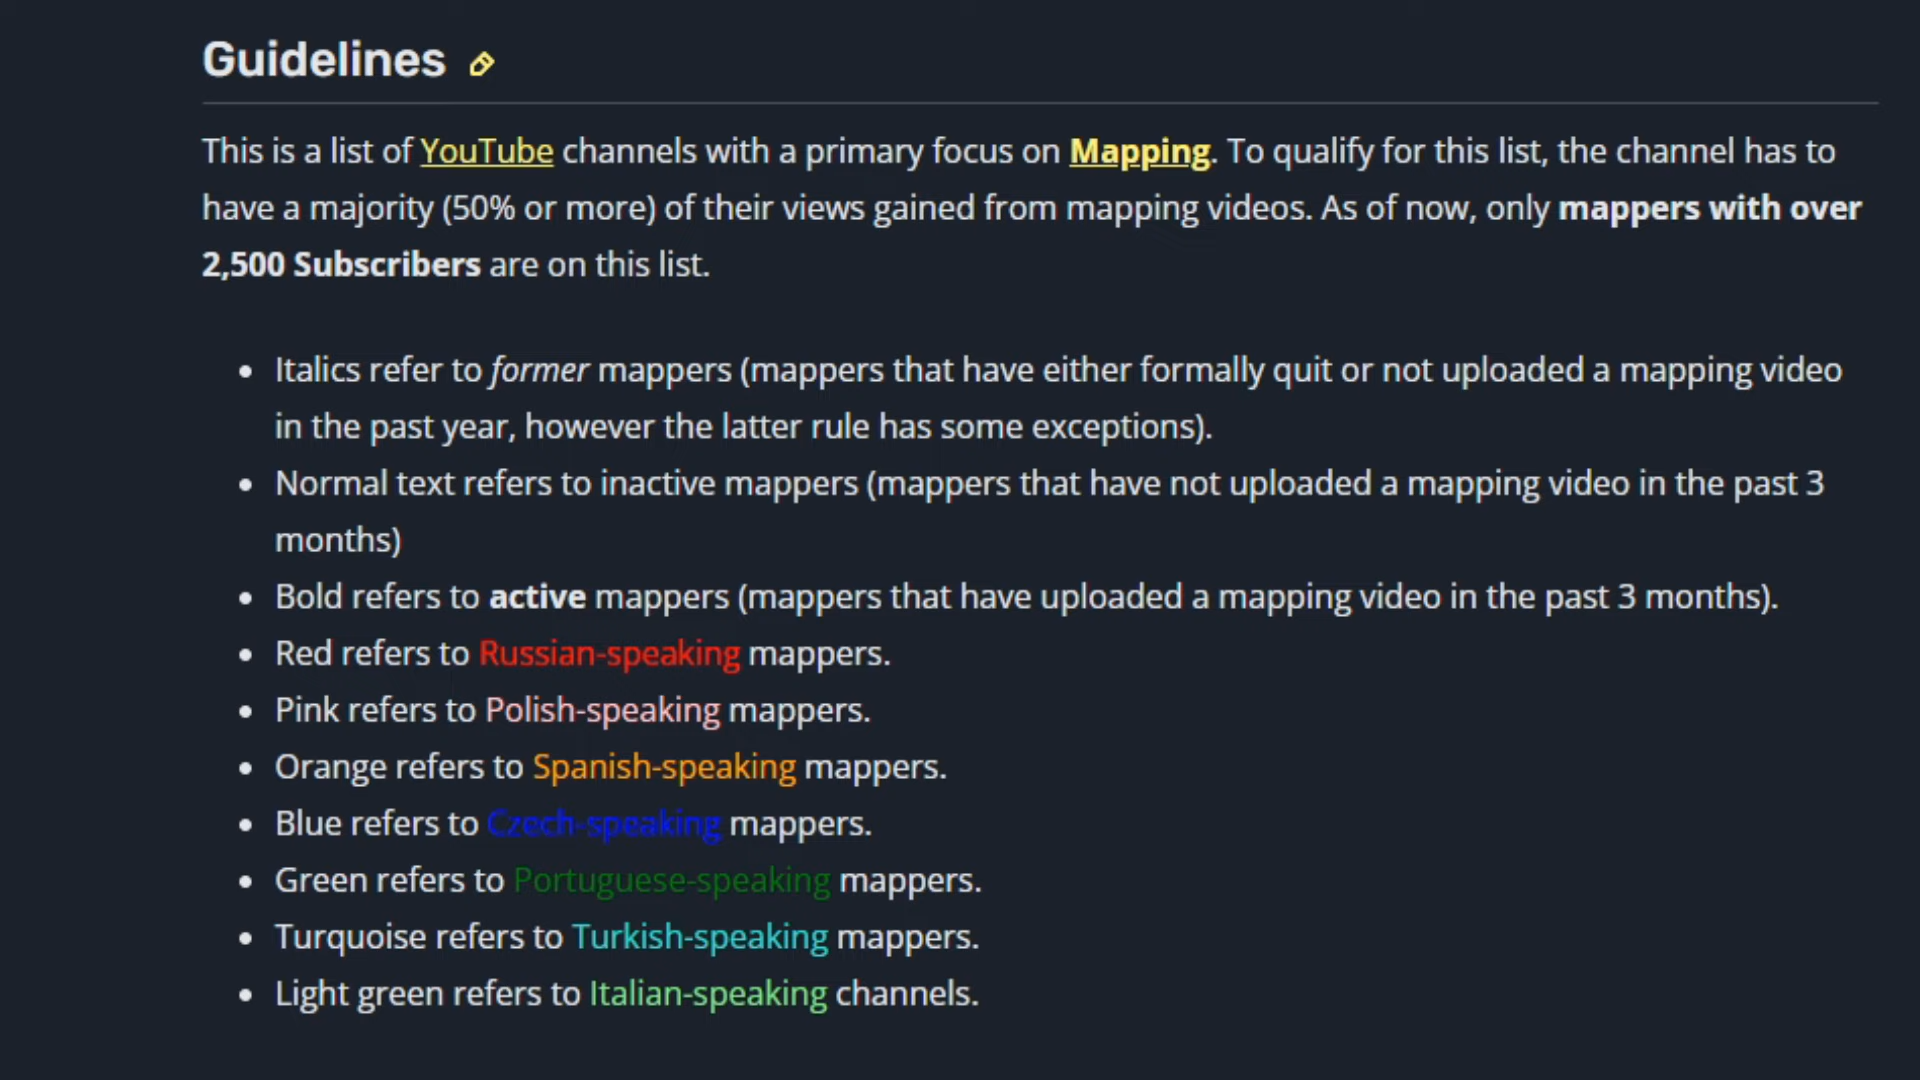 Guidelines
This is a list of YouTube channels with a primary focus on Mapping. To qualify for this list, the channel has to
have a majority (50% or more) of their views gained from mapping videos. As of now, only mappers with over
2,500 Subscribers are on this list.
Italics refer to former mappers (mappers that have either formally quit or not uploaded a mapping video
in the past year, however the latter rule has some exceptions).
Normal text refers to inactive mappers (mappers that have not uploaded a mapping video in the past 3
months)
Bold refers to active mappers (mappers that have uploaded a mapping video in the past 3 months).
Red refers to Russian-speaking mappers.
Pink refers to Polish-speaking mappers.
Orange refers to Spanish-speaking mappers.
Blue refers to Czech-speaking mappers.
Green refers to Portuguese-speaking mappers.
Turquoise refers to Turkish-speaking mappers.
Light green refers to Italian-speaking channels.